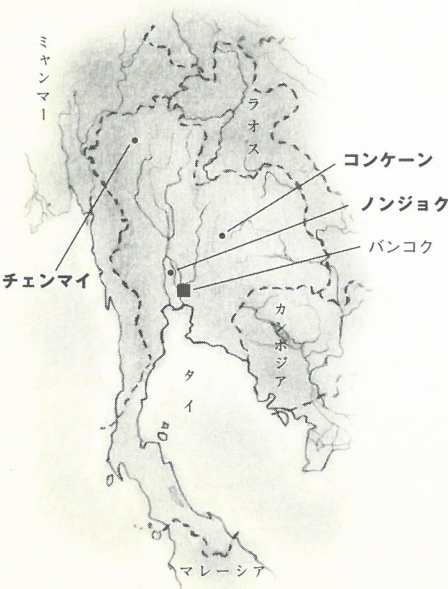 ミャンマー
ラオス
コンケーン
ノンジョク
バンコク
チェンマイ
カンボジア
タイ
マレーシア